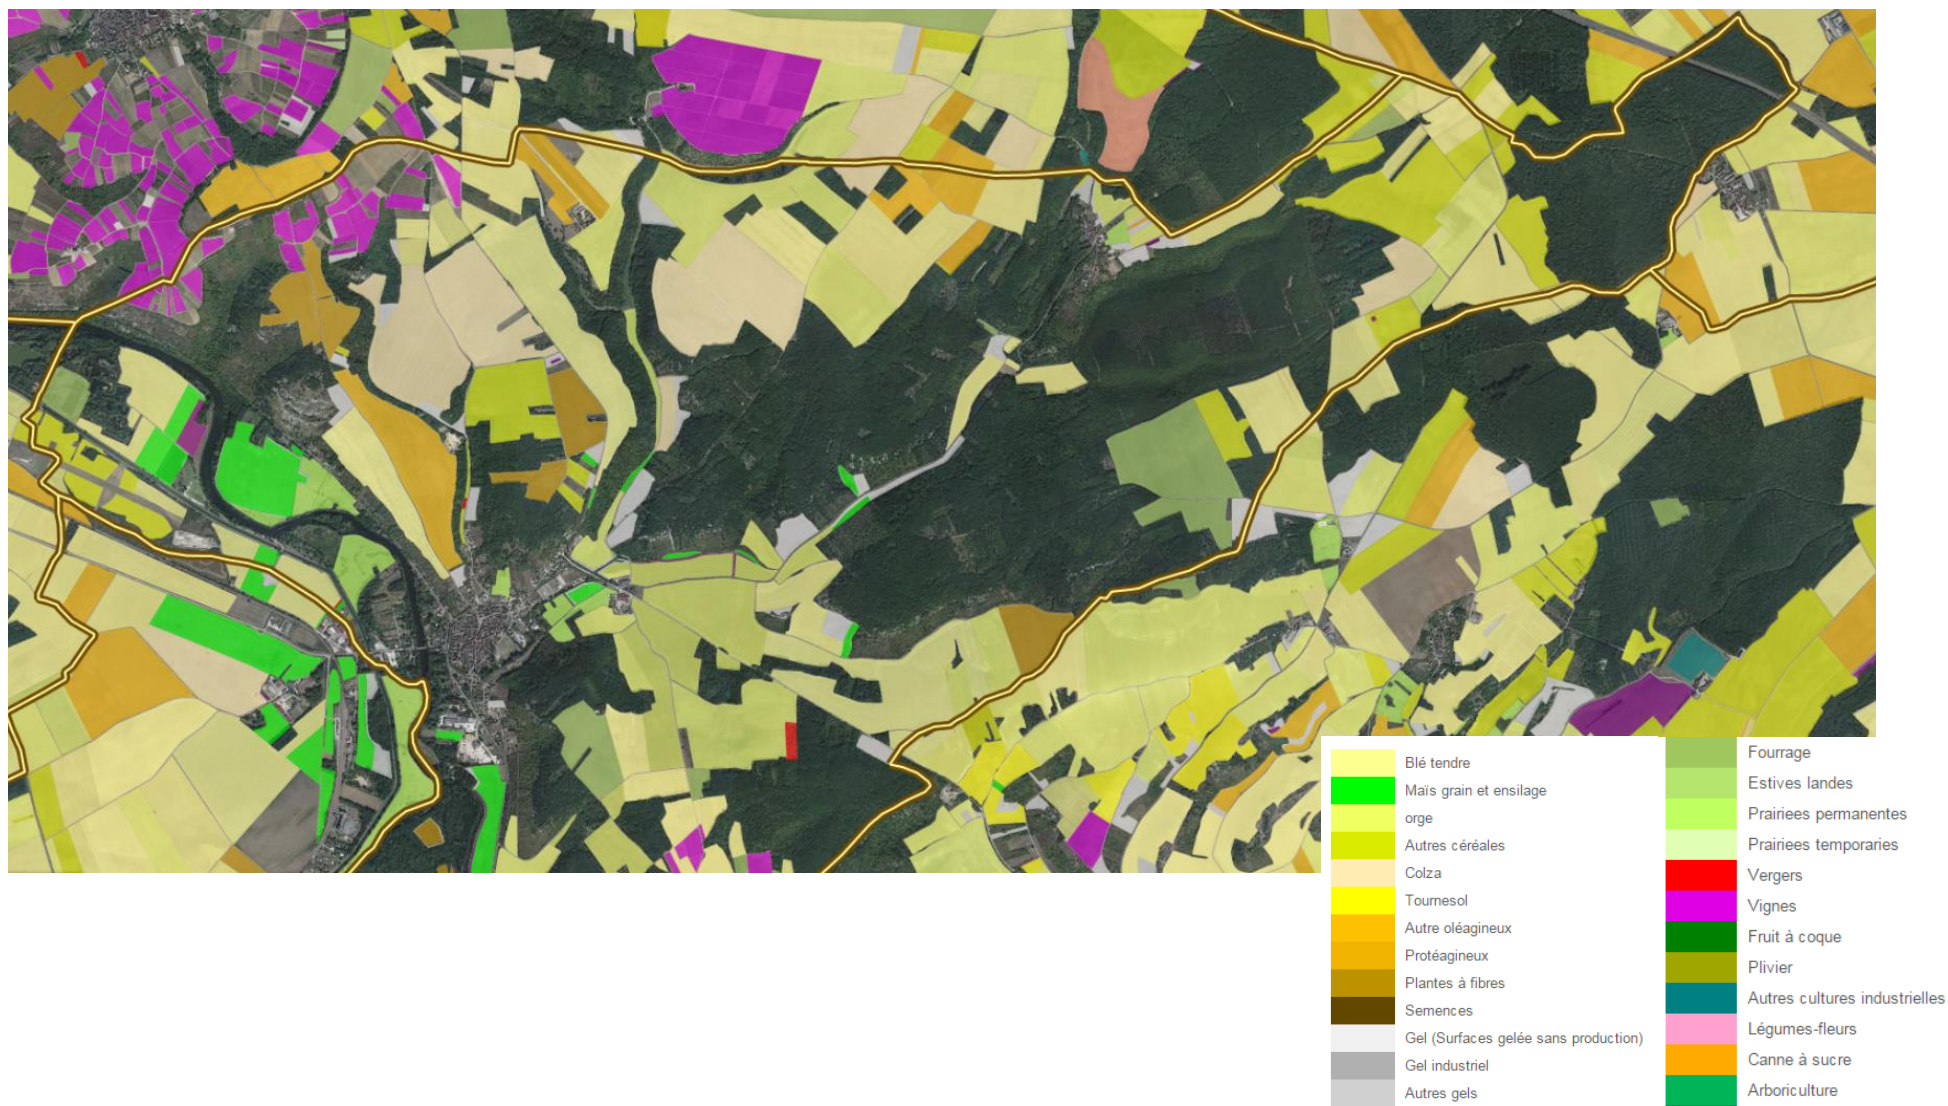 Blé tendre
Maïs grain et ensilage
orge
Autres céréales
Colza
Tournesol
Autre oléagineux
Protéagineux
Plantes à fibres
Semences
Gel (Surfaces gelée sans production)
Gel industriel
Autres gels
Fourrage
Estives landes
Prairiees permanentes
Prairiees temporaries
Vergers
Vignes
Fruit à coque
Plivier
Autres cultures industrielles
Légumes-fleurs
Canne à sucre
Arboriculture